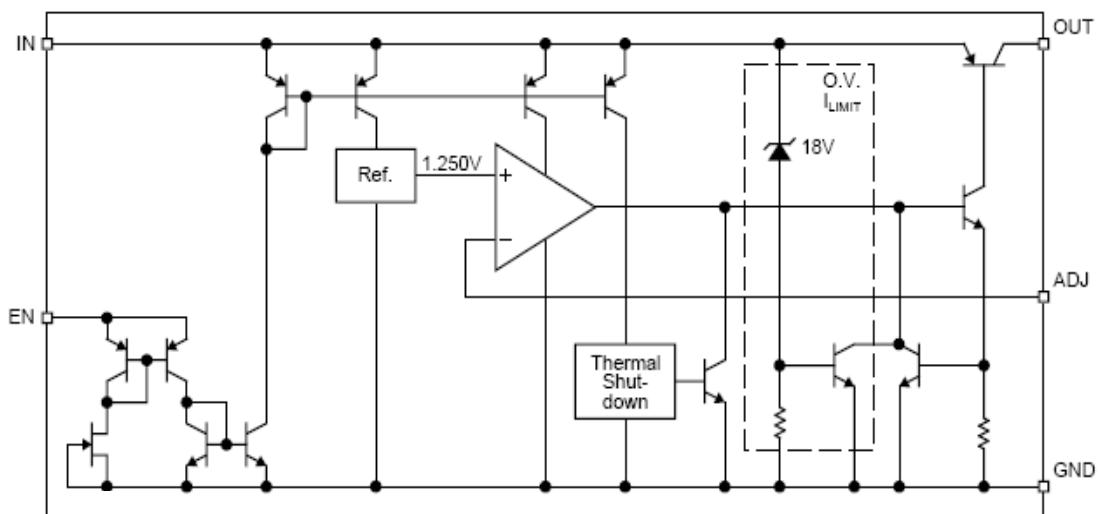 IN
OUT
O.V.
I_LIMIT
18V
Ref.
1.250V
+
−
ADJ
EN
Thermal
Shut-
down
GND